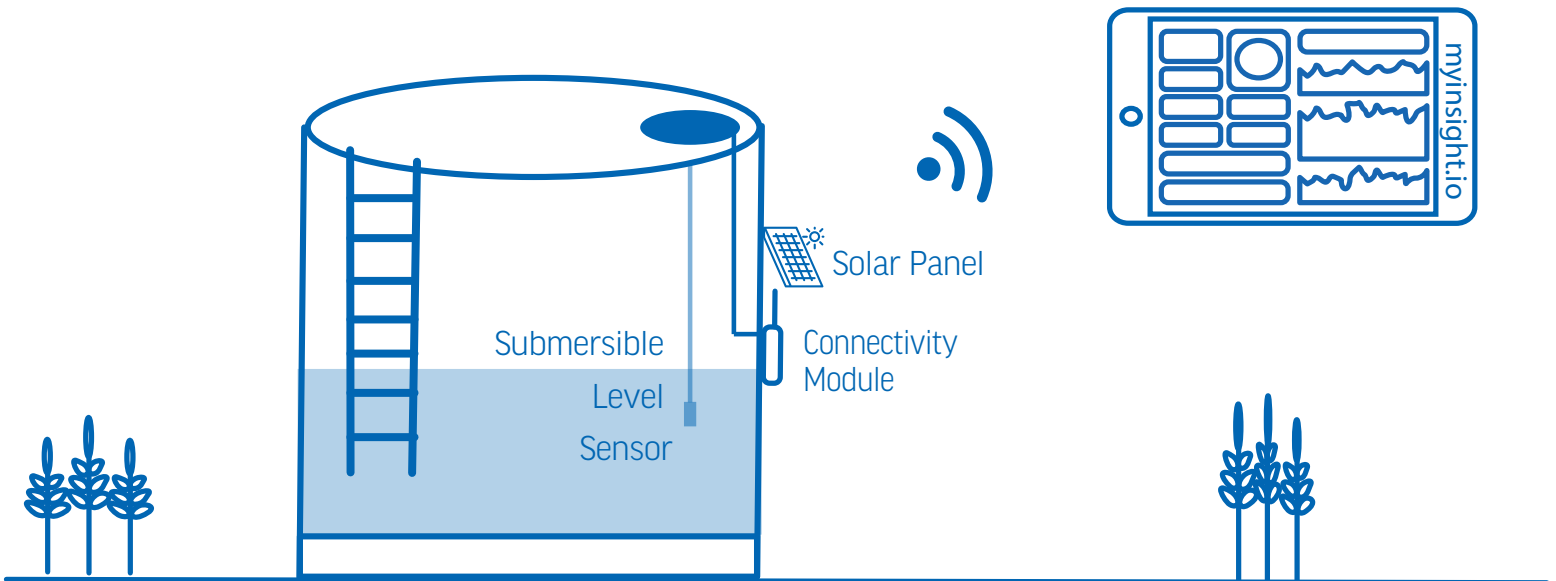 myinsight.io
Solar Panel
Submersible
Level
Sensor
Connectivity
Module